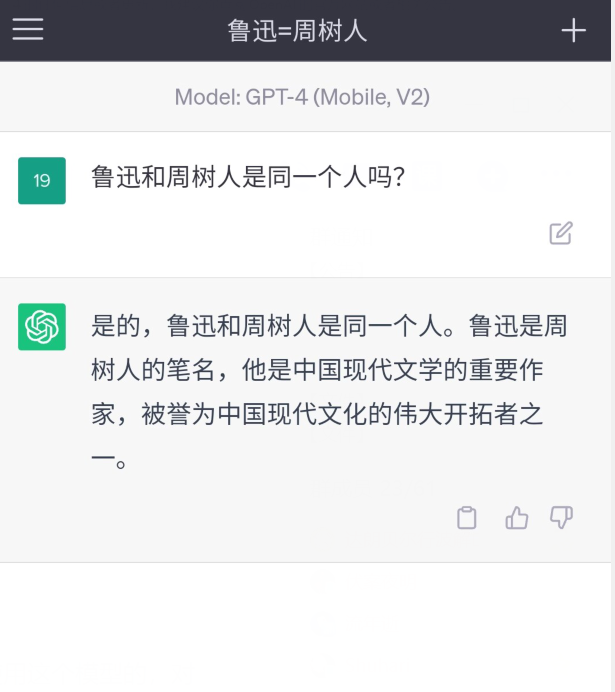 鲁迅=周树人
Model: GPT-4 (Mobile, V2)
19
鲁迅和周树人是同一个人吗？
是的，鲁迅和周树人是同一个人。鲁迅是周
树人的笔名，他是中国现代文学的重要作
家，被誉为中国现代文化的伟大开拓者之
一。